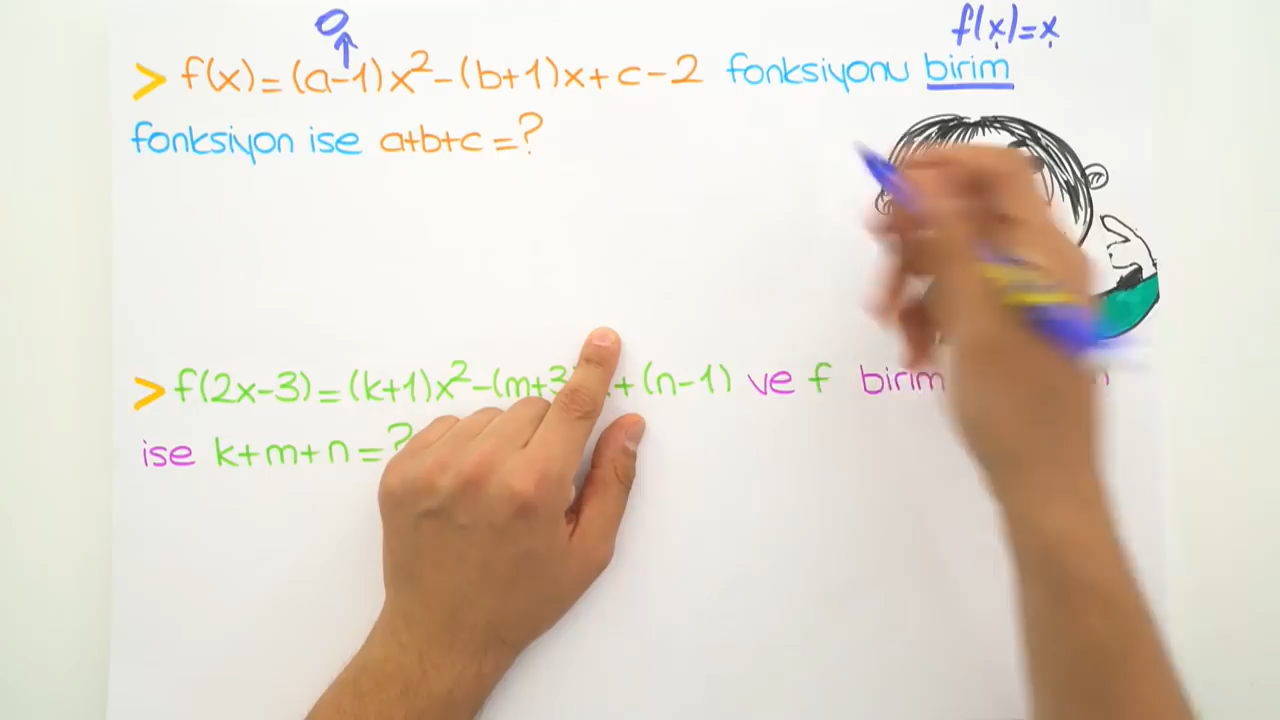 0
f(x)=x
> f(x)=(a-1)x²-(b+1)x+c-2 fonksiyonu birim
fonksiyon ise a+b+c=?
> f(2x-3)=(k+1)x²-(m+3 +(n-1) ve f birim
ise k+m+n=?